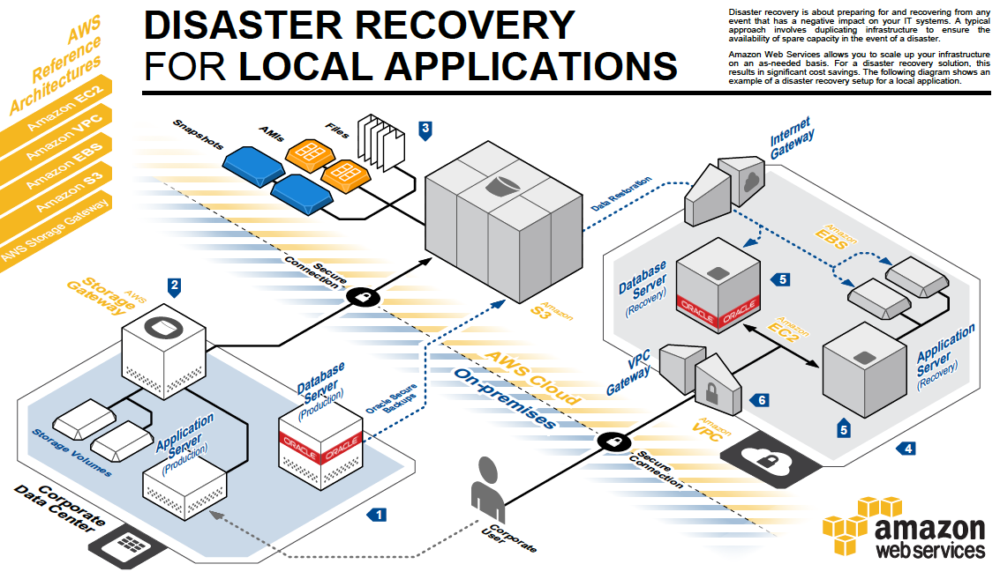 DISASTER RECOVERY
FOR LOCAL APPLICATIONS
Disaster recovery is about preparing for and recovering from any
event that has a negative impact on your IT systems. A typical
approach involves duplicating infrastructure to ensure the
availability of spare capacity in the event of a disaster.
Amazon Web Services allows you to scale up your infrastructure
on an as-needed basis. For a disaster recovery solution, this
results in significant cost savings. The following diagram shows an
example of a disaster recovery setup for a local application.
AWS
Reference
Architectures
Amazon EC2
Amazon VPC
Amazon EBS
Amazon S3
AWS Storage Gateway
Snapshots
AMIs
Files
3
Internet
Gateway
Data Restoration
Amazon
EBS
Secure
Connection
Database
Server
(Recovery)
5
ORACLE
ORACLE
2
AWS
Storage
Gateway
Amazon
S3
Amazon
EC2
Application
Server
(Recovery)
VPC
Gateway
6
5
4
Amazon
VPC
AWS Cloud
On-premises
Database
Server
(Production)
Oracle Secure
Backups
ORACLE
ORACLE
Storage Volumes
Application
Server
(Production)
Secure
Connection
Corporate
Data Center
1
Corporate
User
amazon
web services